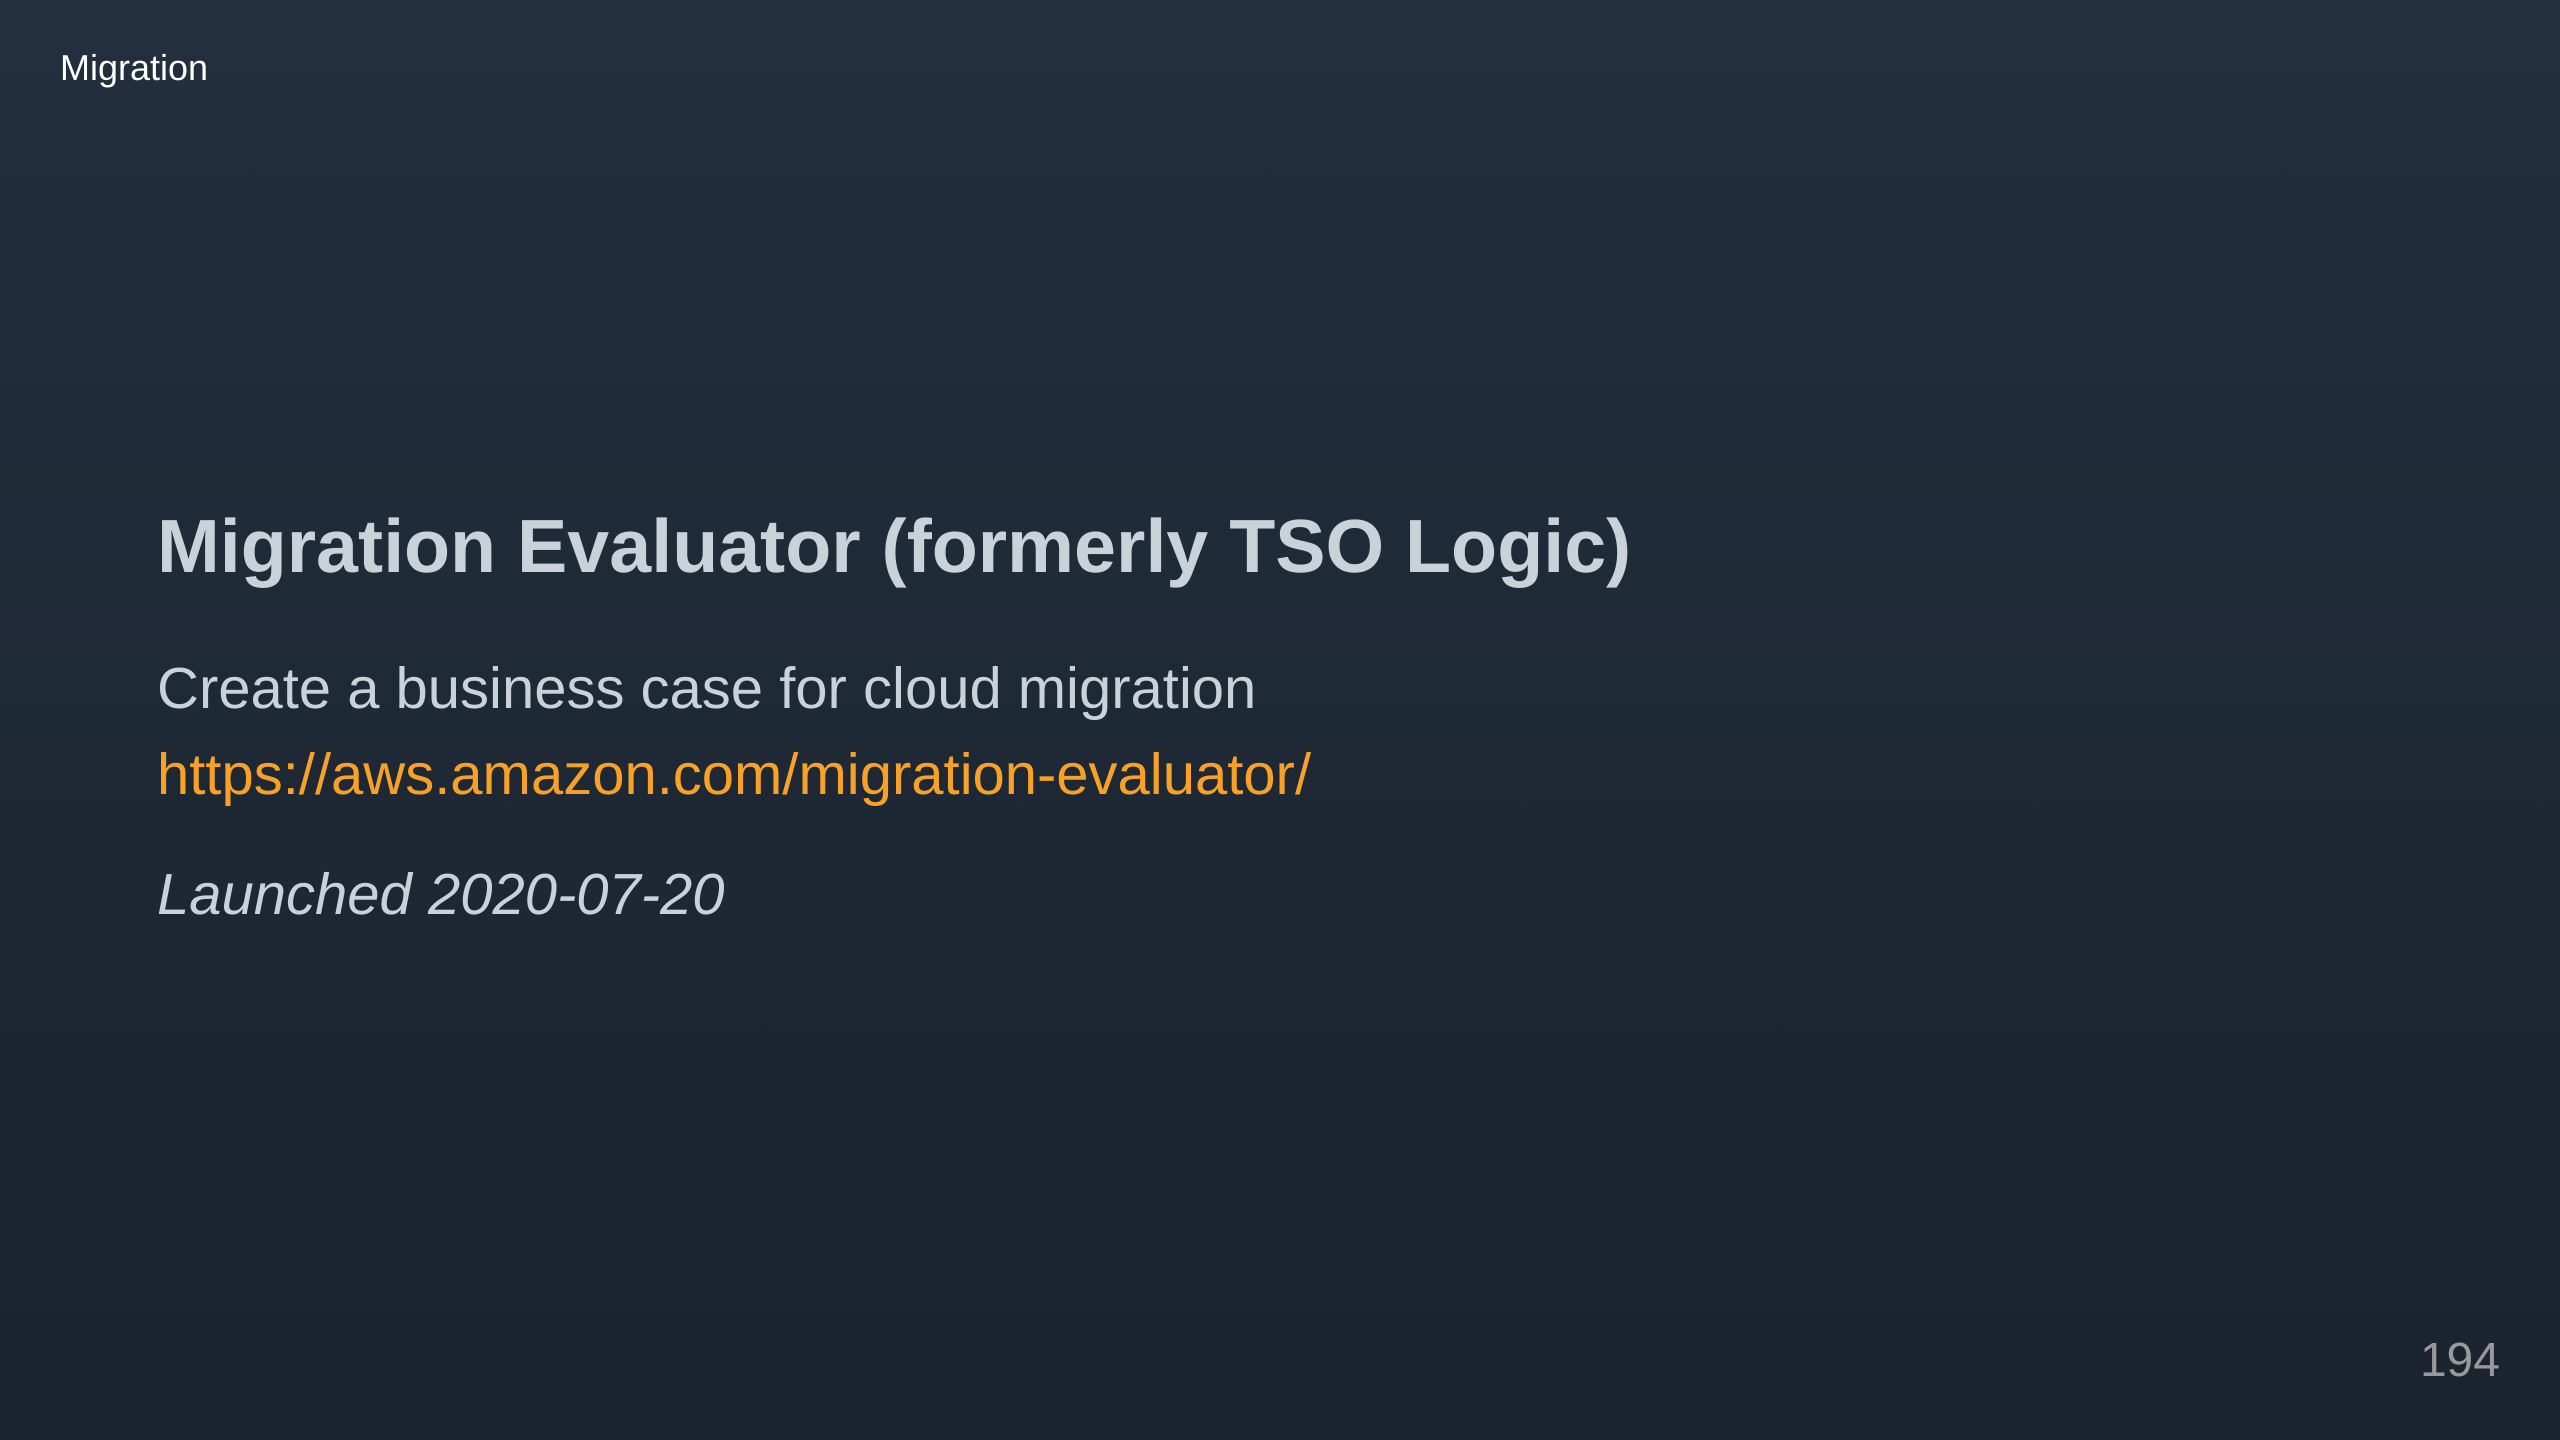 Migration
Migration Evaluator (formerly TSO Logic)
Create a business case for cloud migration
https://aws.amazon.com/migration-evaluator/
Launched 2020-07-20
194